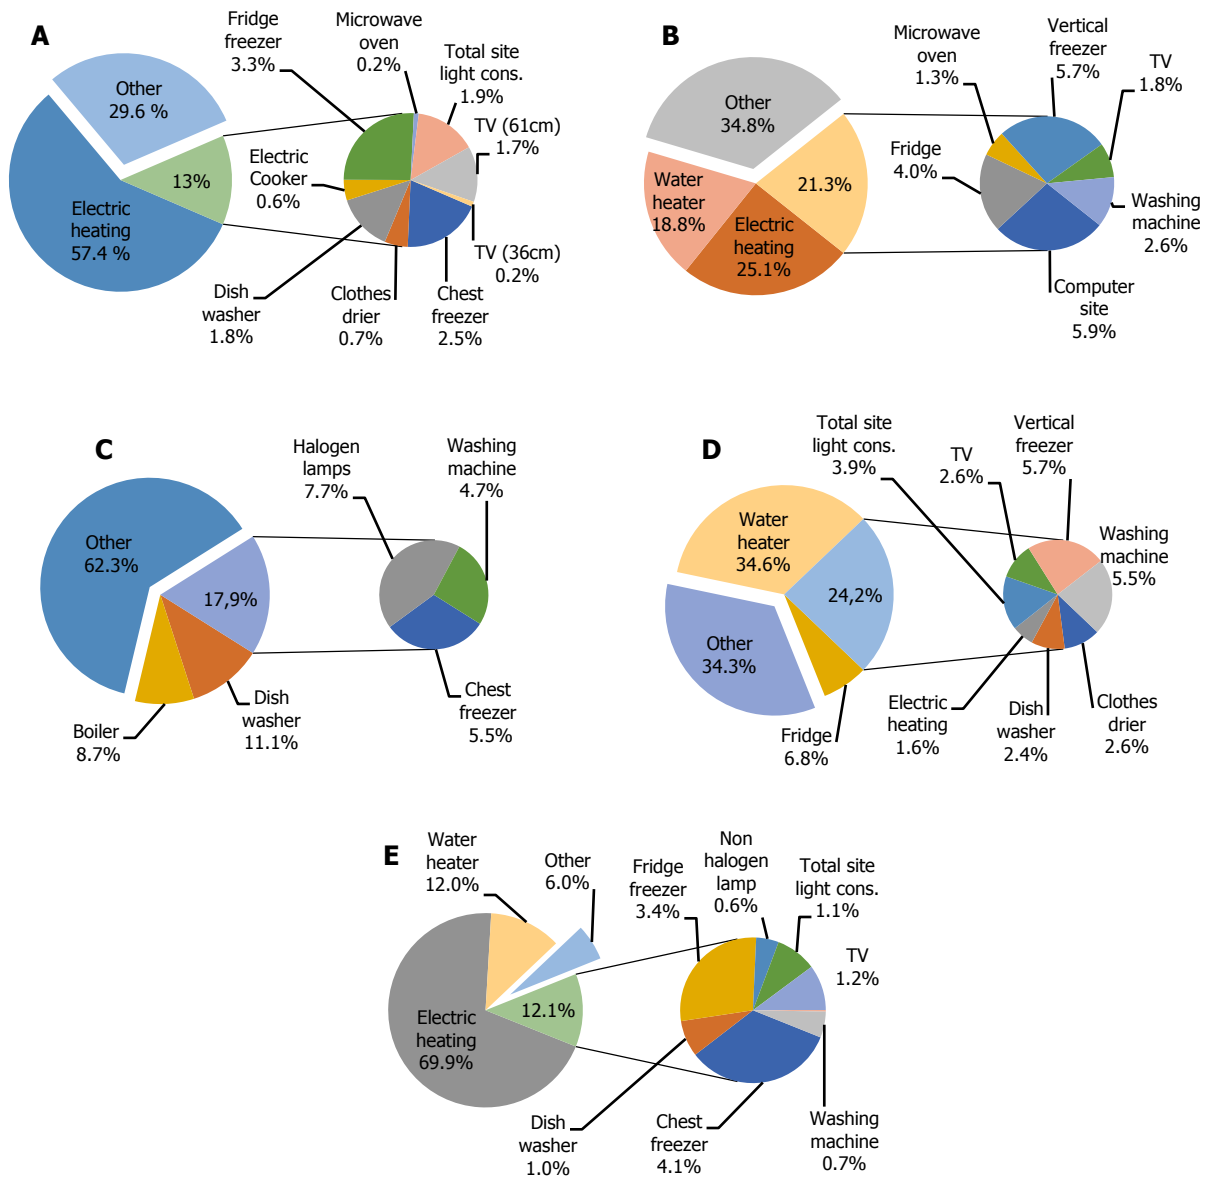 A
Fridge
freezer
3.3%
Microwave
oven
0.2%
Total site
light cons.
1.9%
TV (61cm)
1.7%
TV (36cm)
0.2%
Chest
freezer
2.5%
Clothes
drier
0.7%
Dish
washer
1.8%
Electric
Cooker
0.6%
Other
29.6 %
13%
Electric
heating
57.4 %
B
Microwave
oven
1.3%
Vertical
freezer
5.7%
TV
1.8%
Washing
machine
2.6%
Computer
site
5.9%
Fridge
4.0%
Other
34.8%
21.3%
Water
heater
18.8%
Electric
heating
25.1%
C
Halogen
lamps
7.7%
Washing
machine
4.7%
Chest
freezer
5.5%
Other
62.3%
17,9%
Dish
washer
11.1%
Boiler
8.7%
D
Total site
light cons.
3.9%
TV
2.6%
Vertical
freezer
5.7%
Washing
machine
5.5%
Clothes
drier
2.6%
Dish
washer
2.4%
Electric
heating
1.6%
Water
heater
34.6%
24,2%
Other
34.3%
Fridge
6.8%
E
Water
heater
12.0%
Other
6.0%
Fridge
freezer
3.4%
Non
halogen
lamp
0.6%
Total site
light cons.
1.1%
TV
1.2%
Washing
machine
0.7%
Chest
freezer
4.1%
Dish
washer
1.0%
12.1%
Electric
heating
69.9%